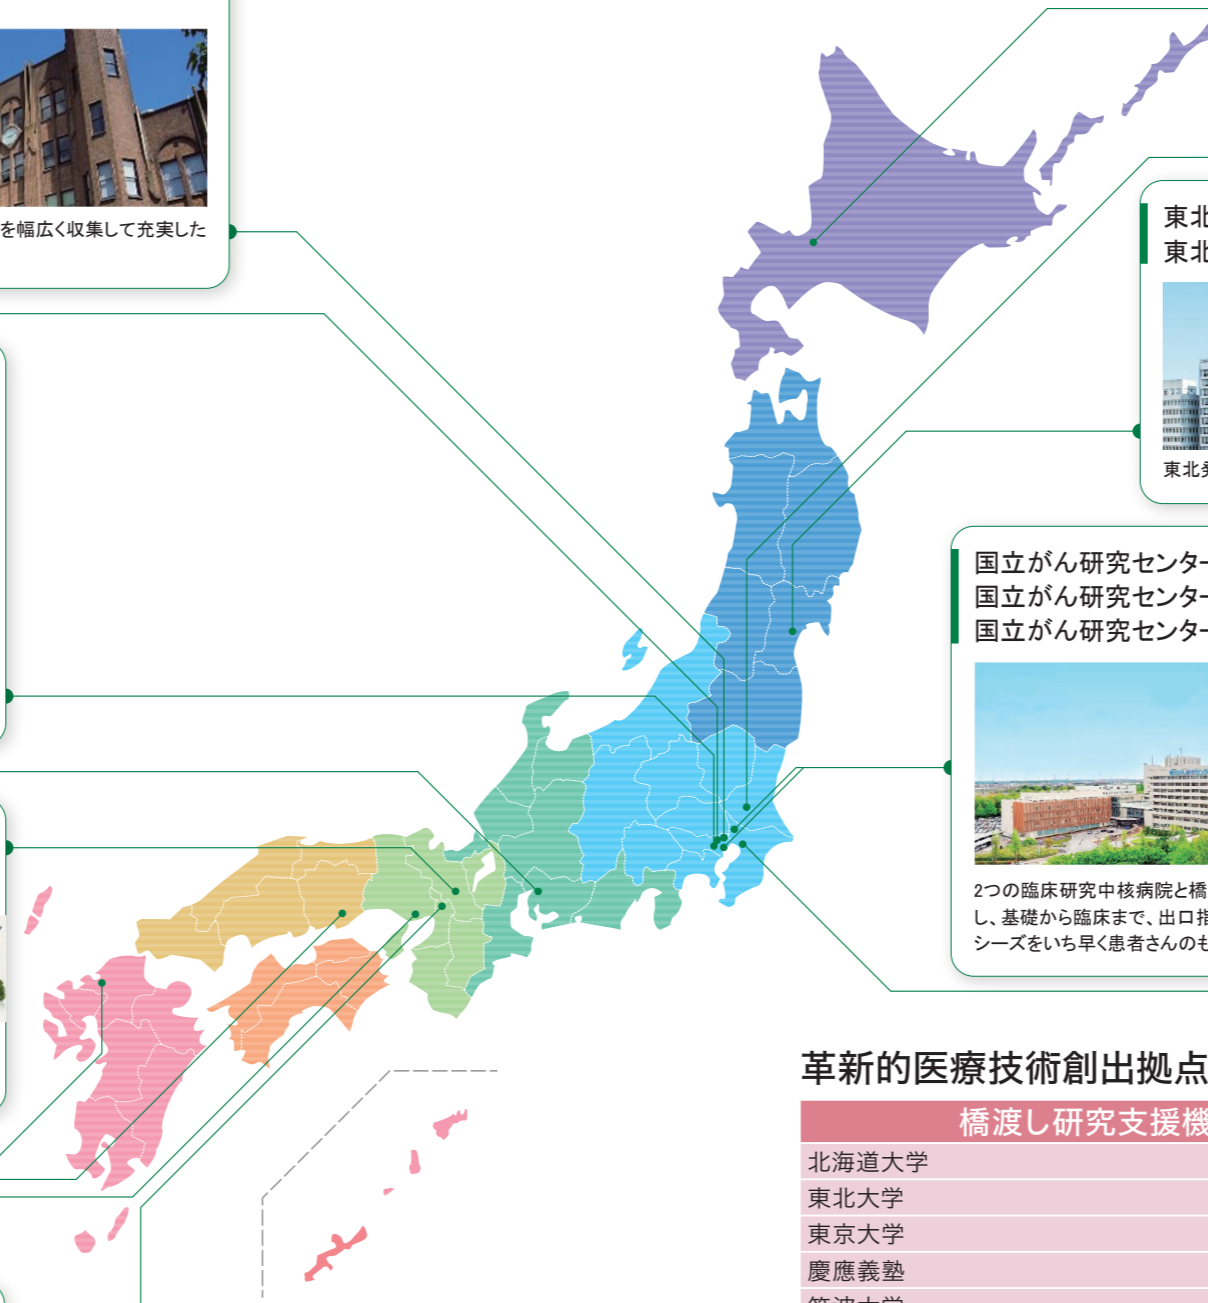 を幅広く収集して充実した
東北
東北
東北
国立がん研究センター
国立がん研究センター
国立がん研究センター
2つの臨床研究中核病院と橋
し、基礎から臨床まで、出口指
シーズをいち早く患者さんのも
革新的医療技術創出拠点
橋渡し研究支援機
北海道大学
東北大学
東京大学
慶應義塾
筑波大学